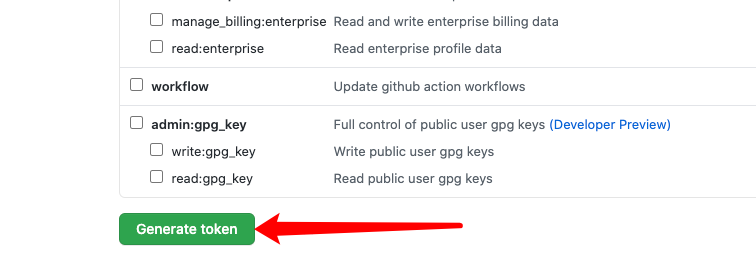 manage_billing:enterprise Read and write enterprise billing data
read:enterprise Read enterprise profile data
workflow Update github action workflows
admin:gpg_key Full control of public user gpg keys (Developer Preview)
write:gpg_key Write public user gpg keys
read:gpg_key Read public user gpg keys
Generate token